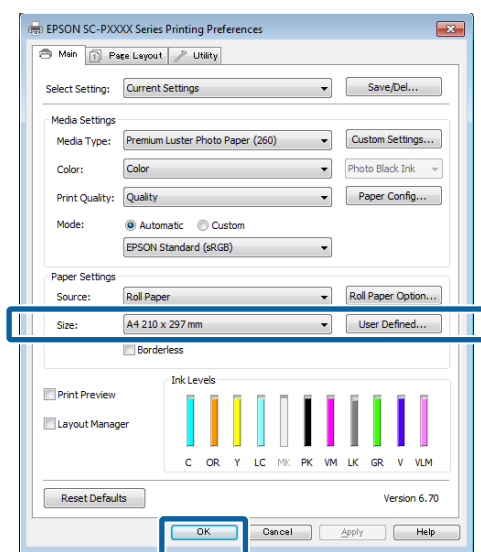 EPSON SC-PXXXX Series Printing Preferences
Main Page Layout Utility
Select Setting: Current Settings Save/Del...
Media Settings
Media Type: Premium Luster Photo Paper (260) Custom Settings...
Color: Color Photo Black Ink
Print Quality: Quality Paper Config...
Mode: Automatic Custom
EPSON Standard (sRGB)
Paper Settings
Source: Roll Paper Roll Paper Option...
Size: A4 210 x 297 mm User Defined...
Borderless
Ink Levels
Print Preview
Layout Manager
C OR Y LC MK PK VM LK GR V VLM
Reset Defaults Version 6.70
OK Cancel Apply Help